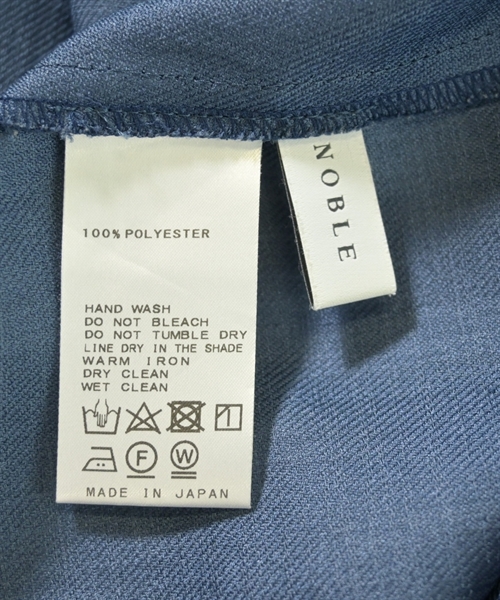 100% POLYESTER
NOBLE
HAND WASH
DO NOT BLEACH
DO NOT TUMBLE DRY
LINE DRY IN THE SHADE
WARM IRON
DRY CLEAN
WET CLEAN
F W
MADE IN JAPAN